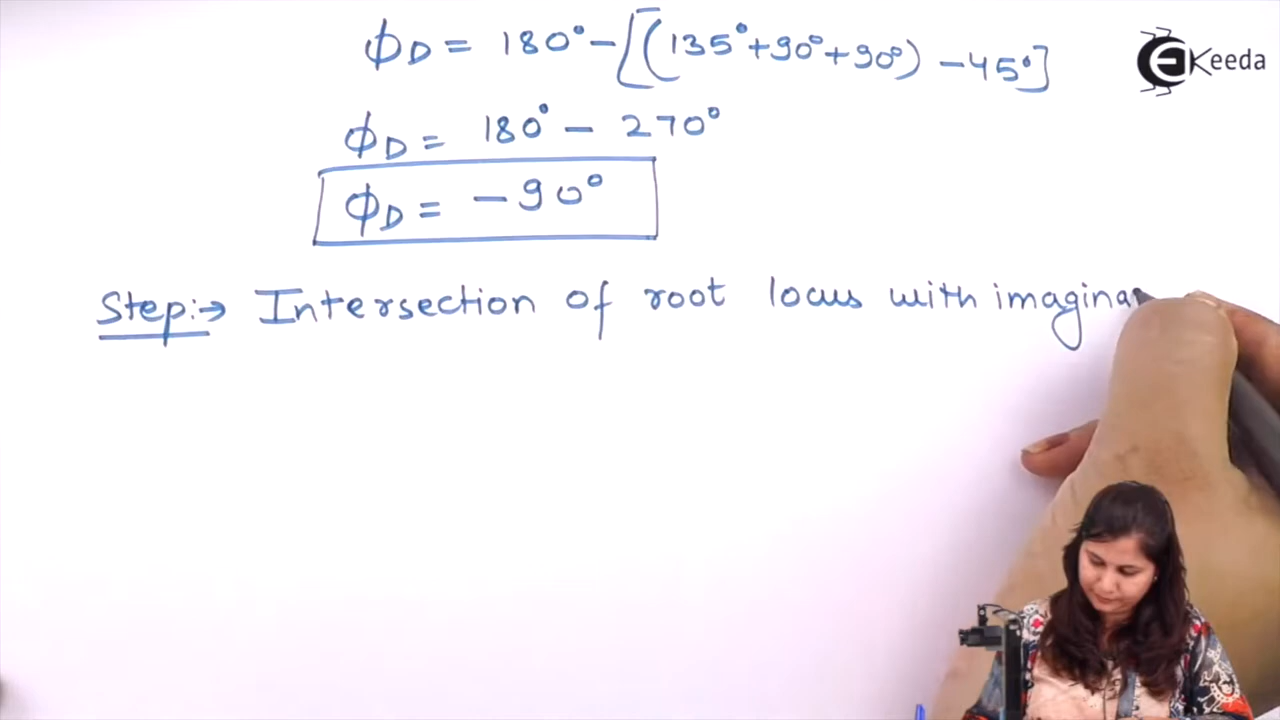 ϕD = 180° - [(135°+90°+90°) - 45°]
EKeeda
ϕD = 180° - 270°
ϕD = - 90°
Step:→ Intersection of root locus with imagina